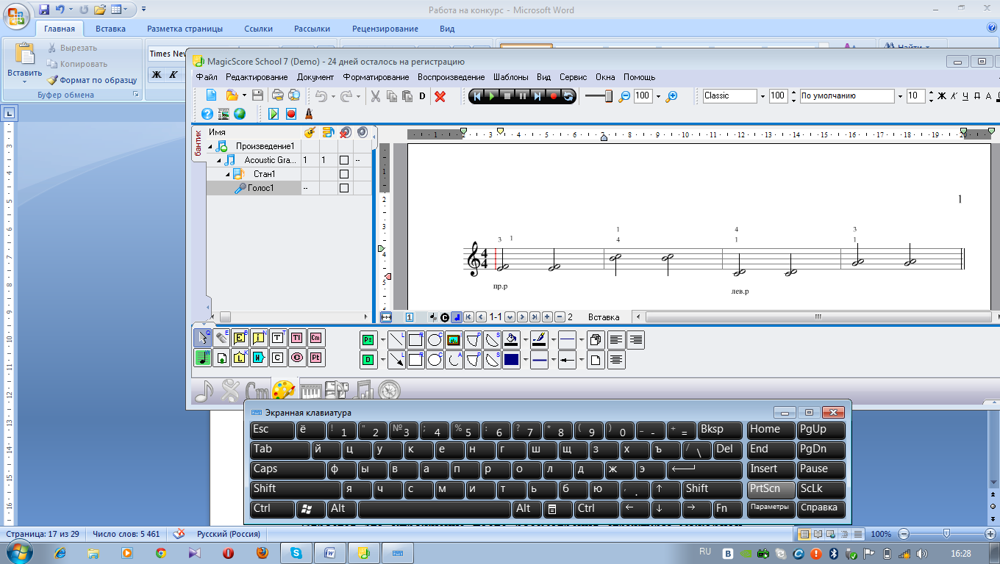 Работа на конкурс - Microsoft Word
Главная Вставка Разметка страницы Ссылки Рассылки Рецензирование Вид
Вставить
Вырезать
Копировать
Формат по образцу
Буфер обмена
Times New
Ж К
Найти
MagicScore School 7 (Demo) - 24 дней осталось на регистрацию
Файл Редактирование Документ Форматирование Воспроизведение Шаблоны Вид Сервис Окна Помощь
D 100 Classic 100 По умолчанию 10 Ж К Ч П А
бантик
Имя
Произведение1
Acoustic Gra... 1 1 --
Стан1
Голос1 --
1 2 3 4 5 6 7 8 9 10 11 12 13 14 15 16 17 18 19 20
1
3 1 1 4 3
4 1 1
4 4
пр.р лев.р
1 1-1 2 Вставка
Экранная клавиатура
Esc ё ! 1 " 2 № 3 ; 4 % 5 : 6 ? 7 * 8 ( 9 ) 0 _ - + = Bksp Home PgUp
Tab й ц у к е н г ш щ з х ъ / \ Del End PgDn
Caps ф ы в а п р о л д ж э Insert Pause
Shift я ч с м и т ь б ю , . ↑ Shift PrtScn ScLk
Ctrl Alt Alt Ctrl ← ↓ → Fn Параметры Справка
Страница: 17 из 29 Число слов: 5 461 Русский (Россия) 100%
RU 16:28